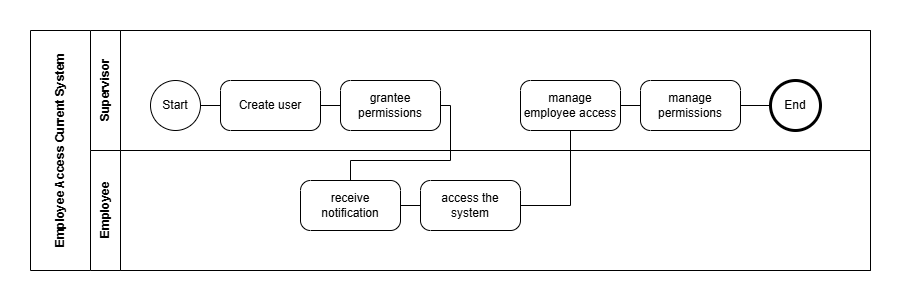 Employee Access Current System
Supervisor
Start
Create user
grantee
permissions
manage
employee access
manage
permissions
End
Employee
receive
notification
access the
system